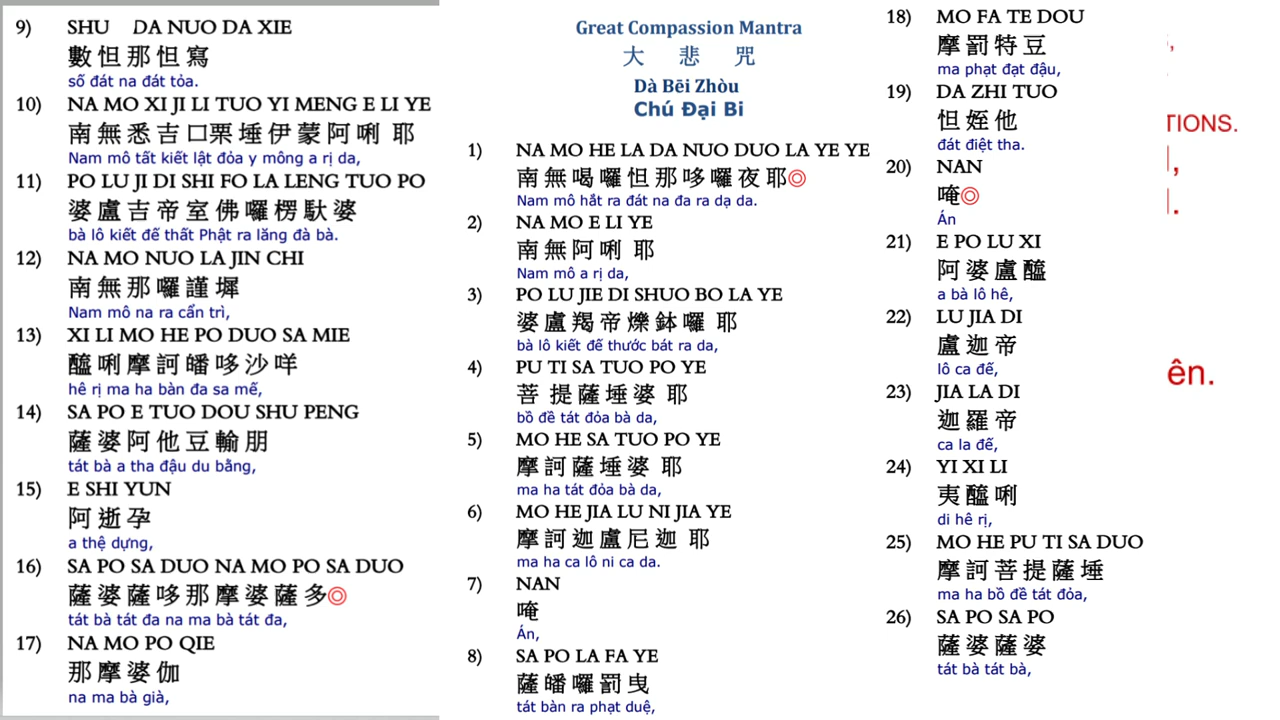 Great Compassion Mantra
大 悲 咒
Dà Bēi Zhòu
Chú Đại Bi
1) NA MO HE LA DA NUO DUO LA YE YE
南無喝囉怛那哆囉夜耶◎
Nam mô hắt ra đát na đa ra dạ da.
2) NA MO E LI YE
南無阿唎 耶
Nam mô a rị da,
3) PO LU JIE DI SHUO BO LA YE
婆盧羯帝爍鉢囉 耶
bà lô kiết đế thước bát ra da,
4) PU TI SA TUO PO YE
菩提薩埵婆 耶
bồ đề tát đỏa bà da,
5) MO HE SA TUO PO YE
摩訶薩埵婆 耶
ma ha tát đỏa bà da,
6) MO HE JIA LU NI JIA YE
摩訶迦盧尼迦 耶
ma ha ca lô ni ca da.
7) NAN
唵
Án,
8) SA PO LA FA YE
薩皤囉罰曳
tát bàn ra phạt duệ,
9) SHU DA NUO DA XIE
數怛那怛寫
số đát na đát tỏa.
10) NA MO XI JI LI TUO YI MENG E LI YE
南無悉吉口栗埵伊蒙阿唎 耶
Nam mô tất kiết lật đỏa y mông a rị da,
11) PO LU JI DI SHI FO LA LENG TUO PO
婆盧吉帝室佛囉楞馱婆
bà lô kiết đế thất Phật ra lăng đà bà.
12) NA MO NUO LA JIN CHI
南無那囉謹墀
Nam mô na ra cẩn trì,
13) XI LI MO HE PO DUO SA MIE
醯唎摩訶皤哆沙咩
hê rị ma ha bàn đa sa mế,
14) SA PO E TUO DOU SHU PENG
薩婆阿他豆輸朋
tát bà a tha đậu du bằng,
15) E SHI YUN
阿逝孕
a thệ dựng,
16) SA PO SA DUO NA MO PO SA DUO
薩婆薩哆那摩婆薩多◎
tát bà tát đa na ma bà tát đa,
17) NA MO PO QIE
那摩婆伽
na ma bà già,
18) MO FA TE DOU
摩罰特豆
ma phạt đạt đậu,
19) DA ZHI TUO
怛姪他
đát điệt tha.
20) NAN
唵◎
Án
21) E PO LU XI
阿婆盧醯
a bà lô hê,
22) LU JIA DI
盧迦帝
lô ca đế,
23) JIA LA DI
迦羅帝
ca la đế,
24) YI XI LI
夷醯唎
di hê rị,
25) MO HE PU TI SA DUO
摩訶菩提薩埵
ma ha bồ đề tát đỏa,
26) SA PO SA PO
薩婆薩婆
tát bà tát bà,
TIONS.
ên.